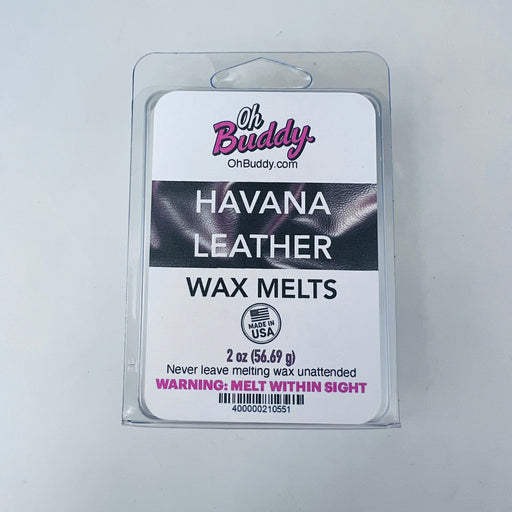 Oh
Buddy
OhBuddy.com
HAVANA
LEATHER
WAX MELTS
MADE IN
USA
2 oz (56.69 g)
Never leave melting wax unattended
WARNING: MELT WITHIN SIGHT
400000210551